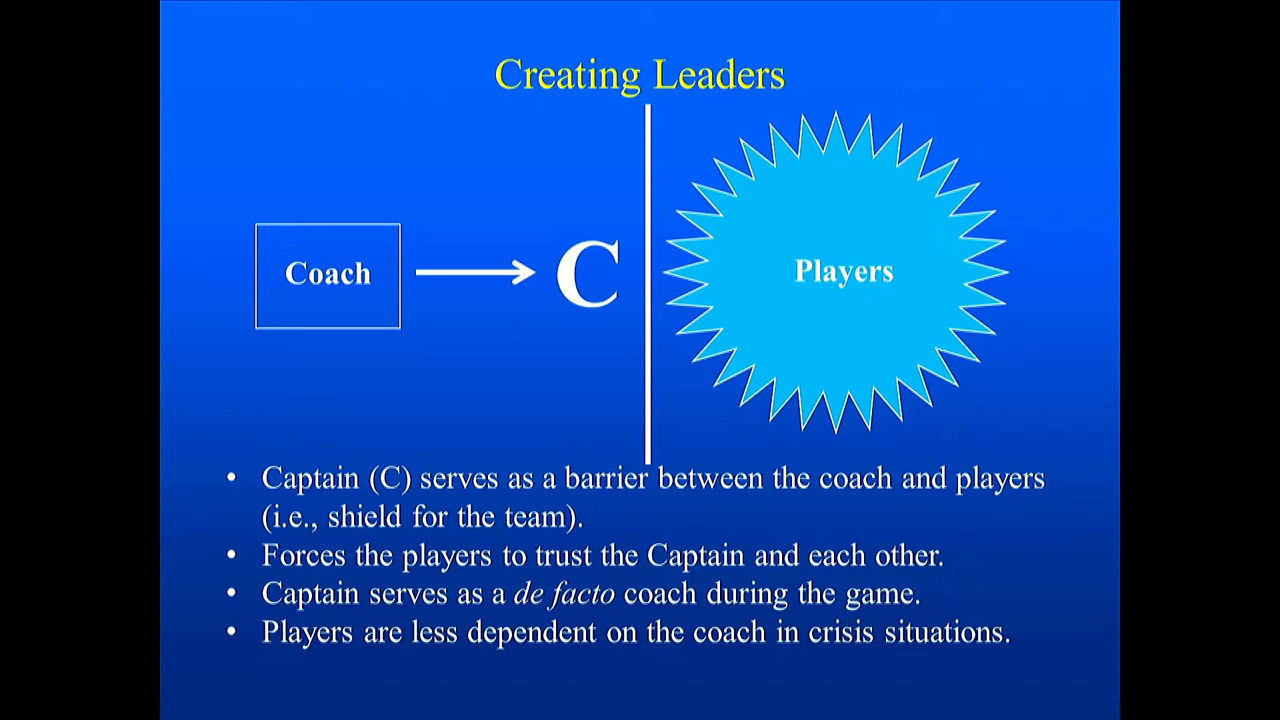 Creating Leaders
Coach
C
Players
• Captain (C) serves as a barrier between the coach and players
(i.e., shield for the team).
• Forces the players to trust the Captain and each other.
• Captain serves as a de facto coach during the game.
• Players are less dependent on the coach in crisis situations.